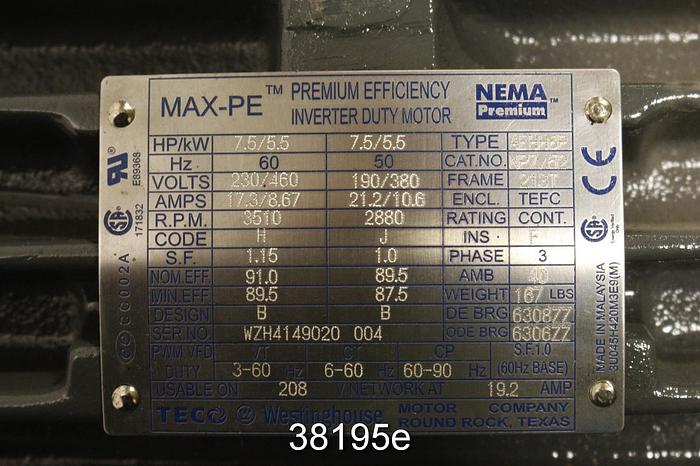 MAX-PE™ PREMIUM EFFICIENCY INVERTER DUTY MOTOR
NEMA Premium™
HP/kW 7.5/5.5 7.5/5.5 TYPE
Hz 60 50 CAT.NO.
VOLTS 230/460 190/380 FRAME 213T
AMPS 17.3/8.67 21.2/10.6 ENCL. TEFC
R.P.M. 3510 2880 RATING CONT.
CODE H J INS F
S.F. 1.15 1.0 PHASE 3
NOM.EFF. 91.0 89.5 AMB 40
MIN.EFF. 89.5 87.5 WEIGHT 167 LBS
DESIGN B B DE BRG 6308ZZ
SER.NO. WZH4149020 004 ODE BRG 6306ZZ
PWM VFD VT CT CP S.F.1.0
DUTY 3-60 Hz 6-60 Hz 60-90 Hz (60Hz BASE)
USABLE ON 208 V NETWORK AT 19.2 AMP
TECO Westinghouse MOTOR COMPANY
ROUND ROCK, TEXAS
E89368
171832
CC002A
CE
MADE IN MALAYSIA
3U045H420M3E9(M)
38195e